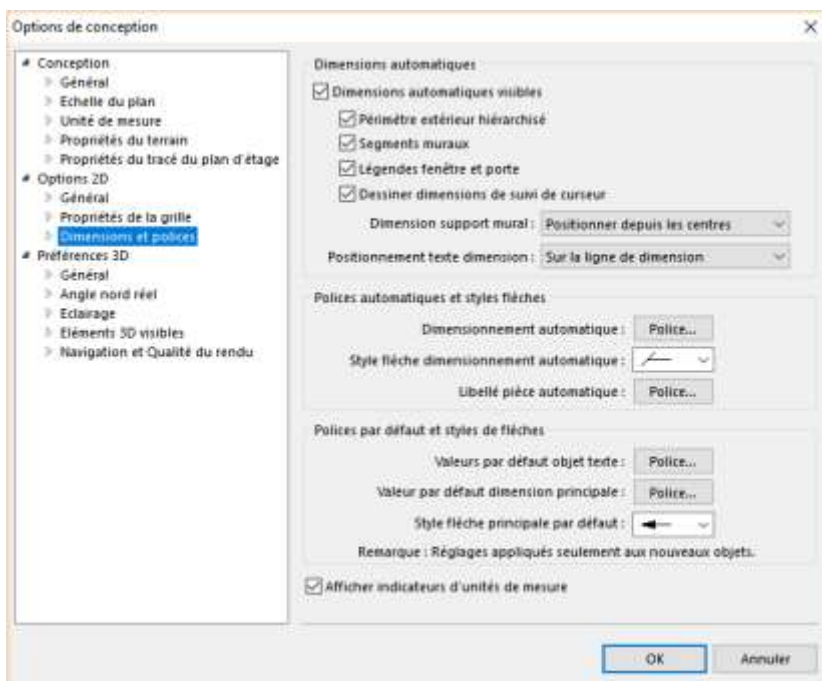 Options de conception
Conception
Général
Echelle du plan
Unité de mesure
Propriétés du terrain
Propriétés du tracé du plan d'étage
Options 2D
Général
Propriétés de la grille
Dimensions et polices
Préférences 3D
Général
Angle nord réel
Eclairage
Eléments 3D visibles
Navigation et Qualité du rendu
Dimensions automatiques
Dimensions automatiques visibles
Périmètre extérieur hiérarchisé
Segments muraux
Légendes fenêtre et porte
Dessiner dimensions de suivi de curseur
Dimension support mural : Positionner depuis les centres
Positionnement texte dimension : Sur la ligne de dimension
Polices automatiques et styles flèches
Dimensionnement automatique : Police...
Style flèche dimensionnement automatique :
Libellé pièce automatique : Police...
Polices par défaut et styles de flèches
Valeurs par défaut objet texte : Police...
Valeur par défaut dimension principale : Police...
Style flèche principale par défaut :
Remarque : Réglages appliqués seulement aux nouveaux objets.
Afficher indicateurs d'unités de mesure
OK Annuler